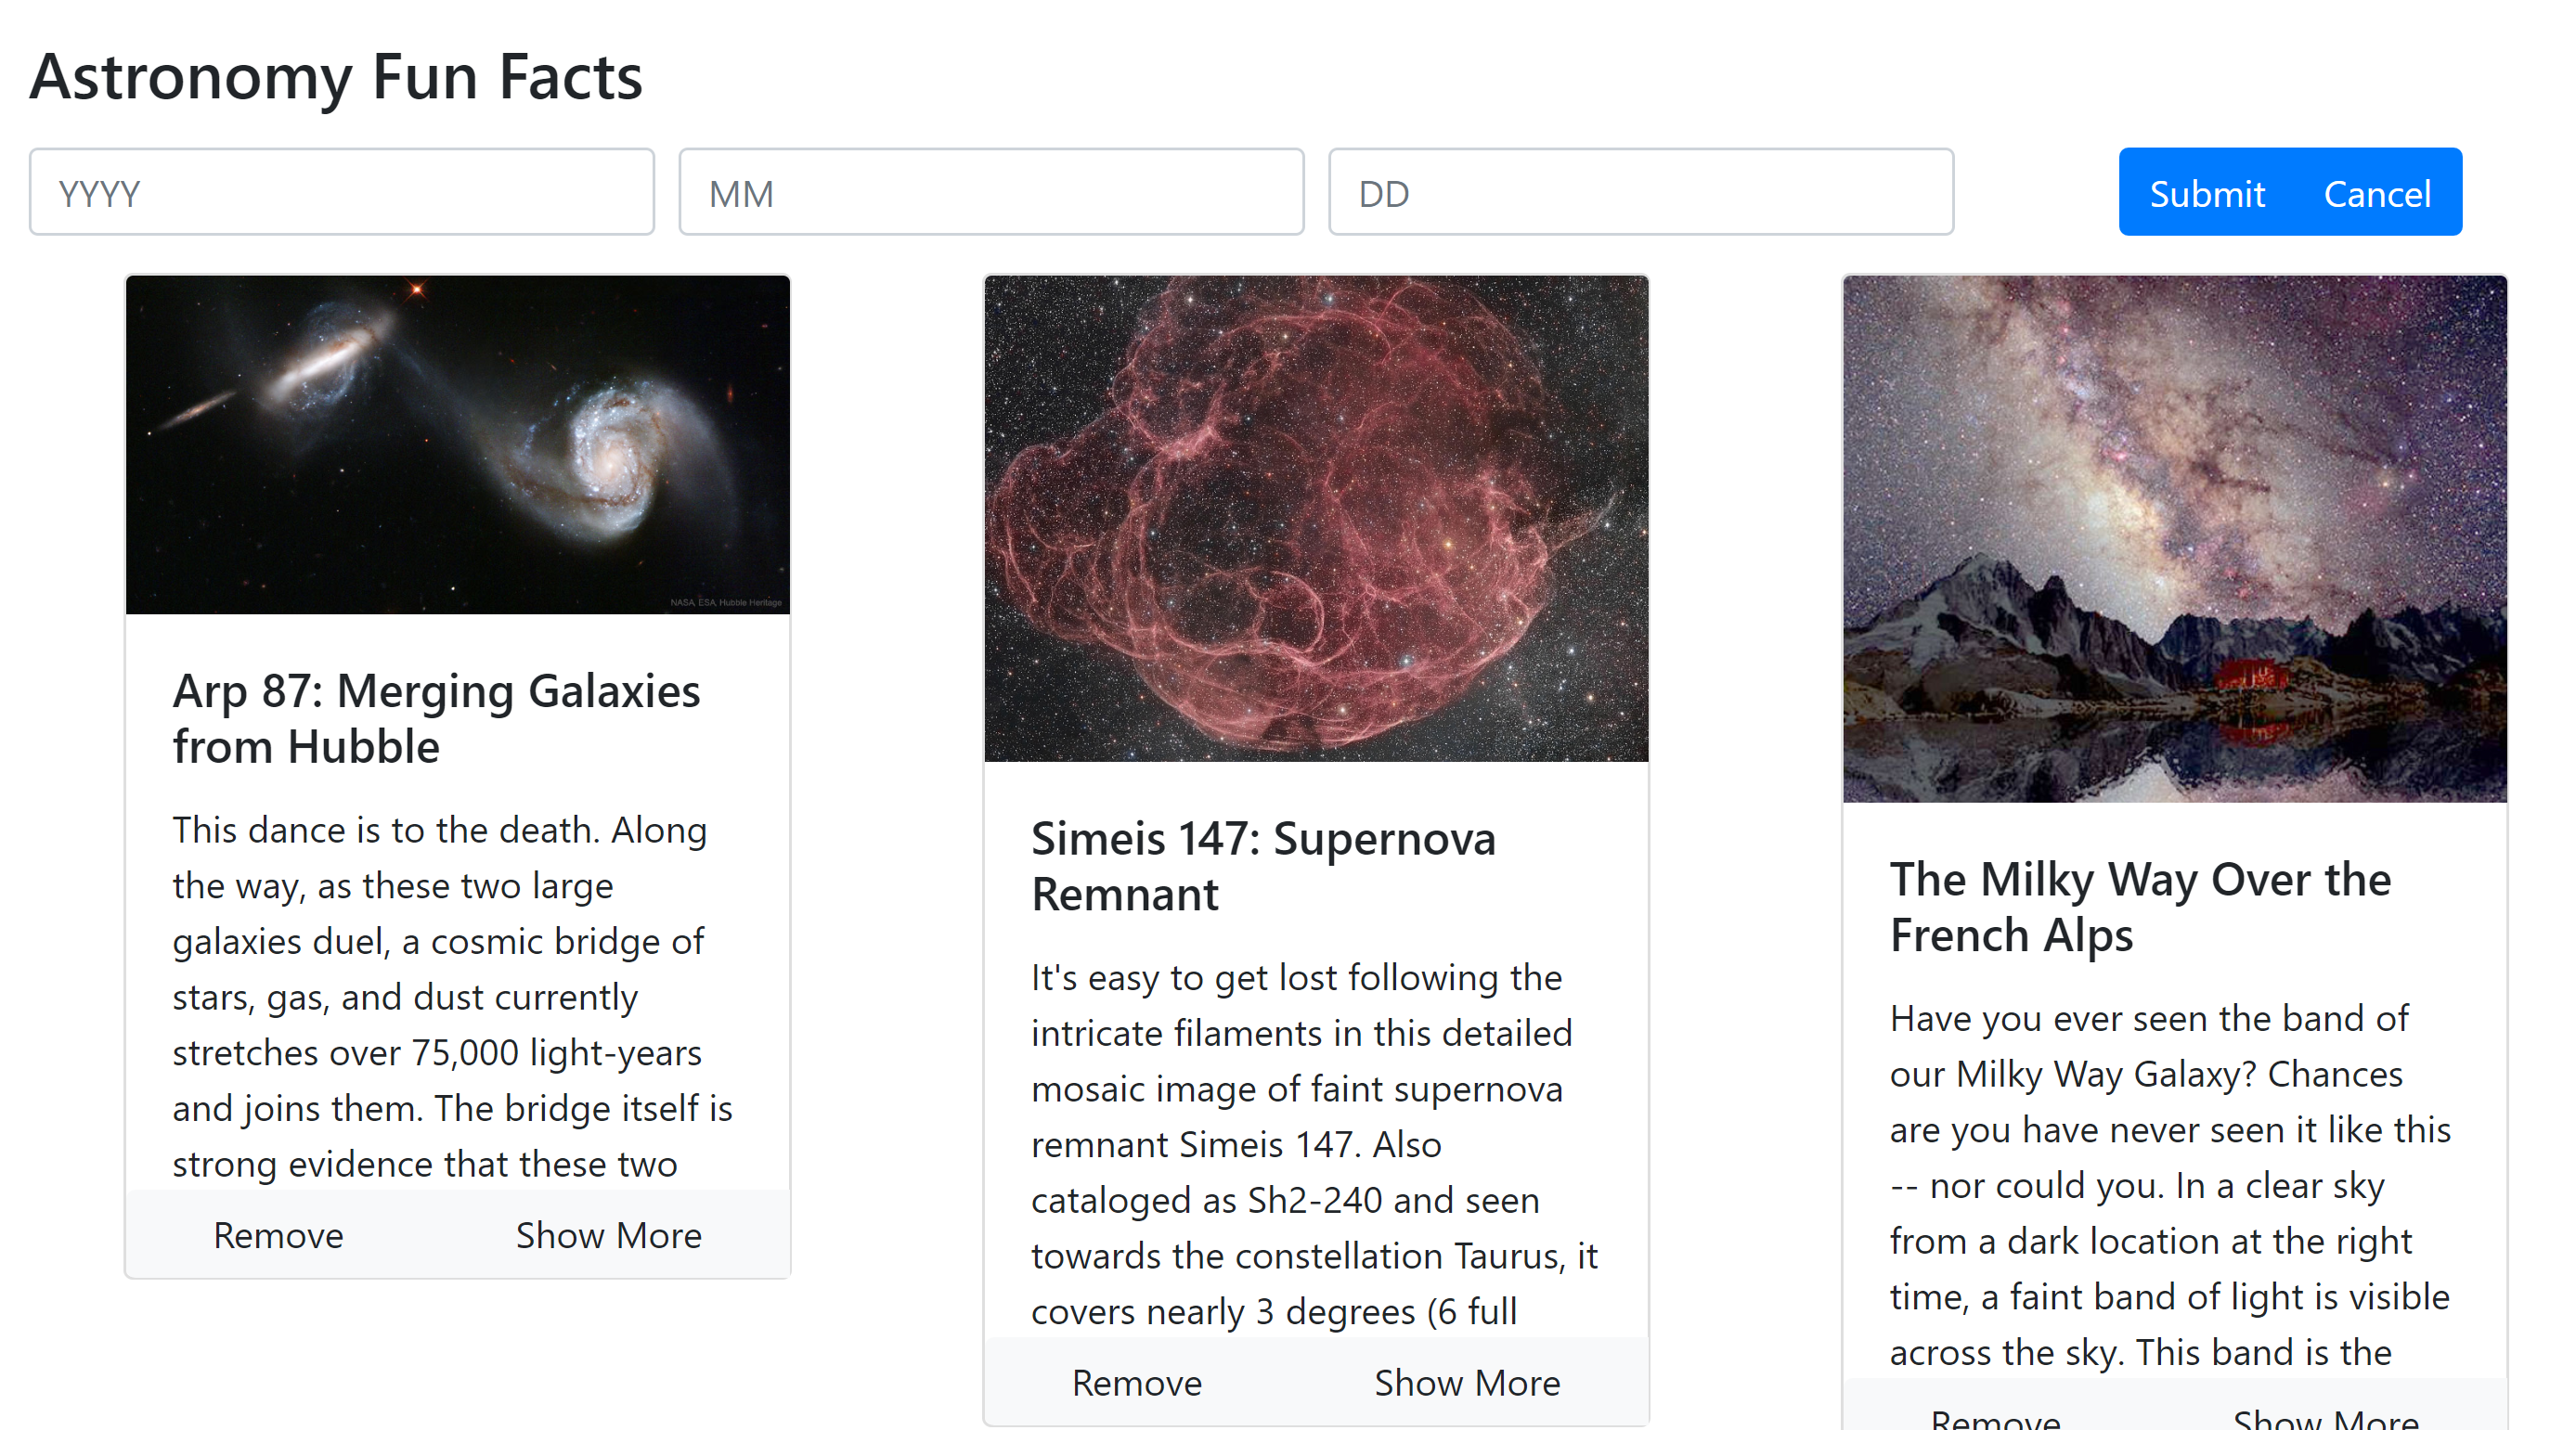 Astronomy Fun Facts
YYYY MM DD Submit Cancel
NASA, ESA, Hubble Heritage
Arp 87: Merging Galaxies
from Hubble
This dance is to the death. Along
the way, as these two large
galaxies duel, a cosmic bridge of
stars, gas, and dust currently
stretches over 75,000 light-years
and joins them. The bridge itself is
strong evidence that these two
Remove Show More
Simeis 147: Supernova
Remnant
It's easy to get lost following the
intricate filaments in this detailed
mosaic image of faint supernova
remnant Simeis 147. Also
cataloged as Sh2-240 and seen
towards the constellation Taurus, it
covers nearly 3 degrees (6 full
Remove Show More
The Milky Way Over the
French Alps
Have you ever seen the band of
our Milky Way Galaxy? Chances
are you have never seen it like this
-- nor could you. In a clear sky
from a dark location at the right
time, a faint band of light is visible
across the sky. This band is the
Remove Show More